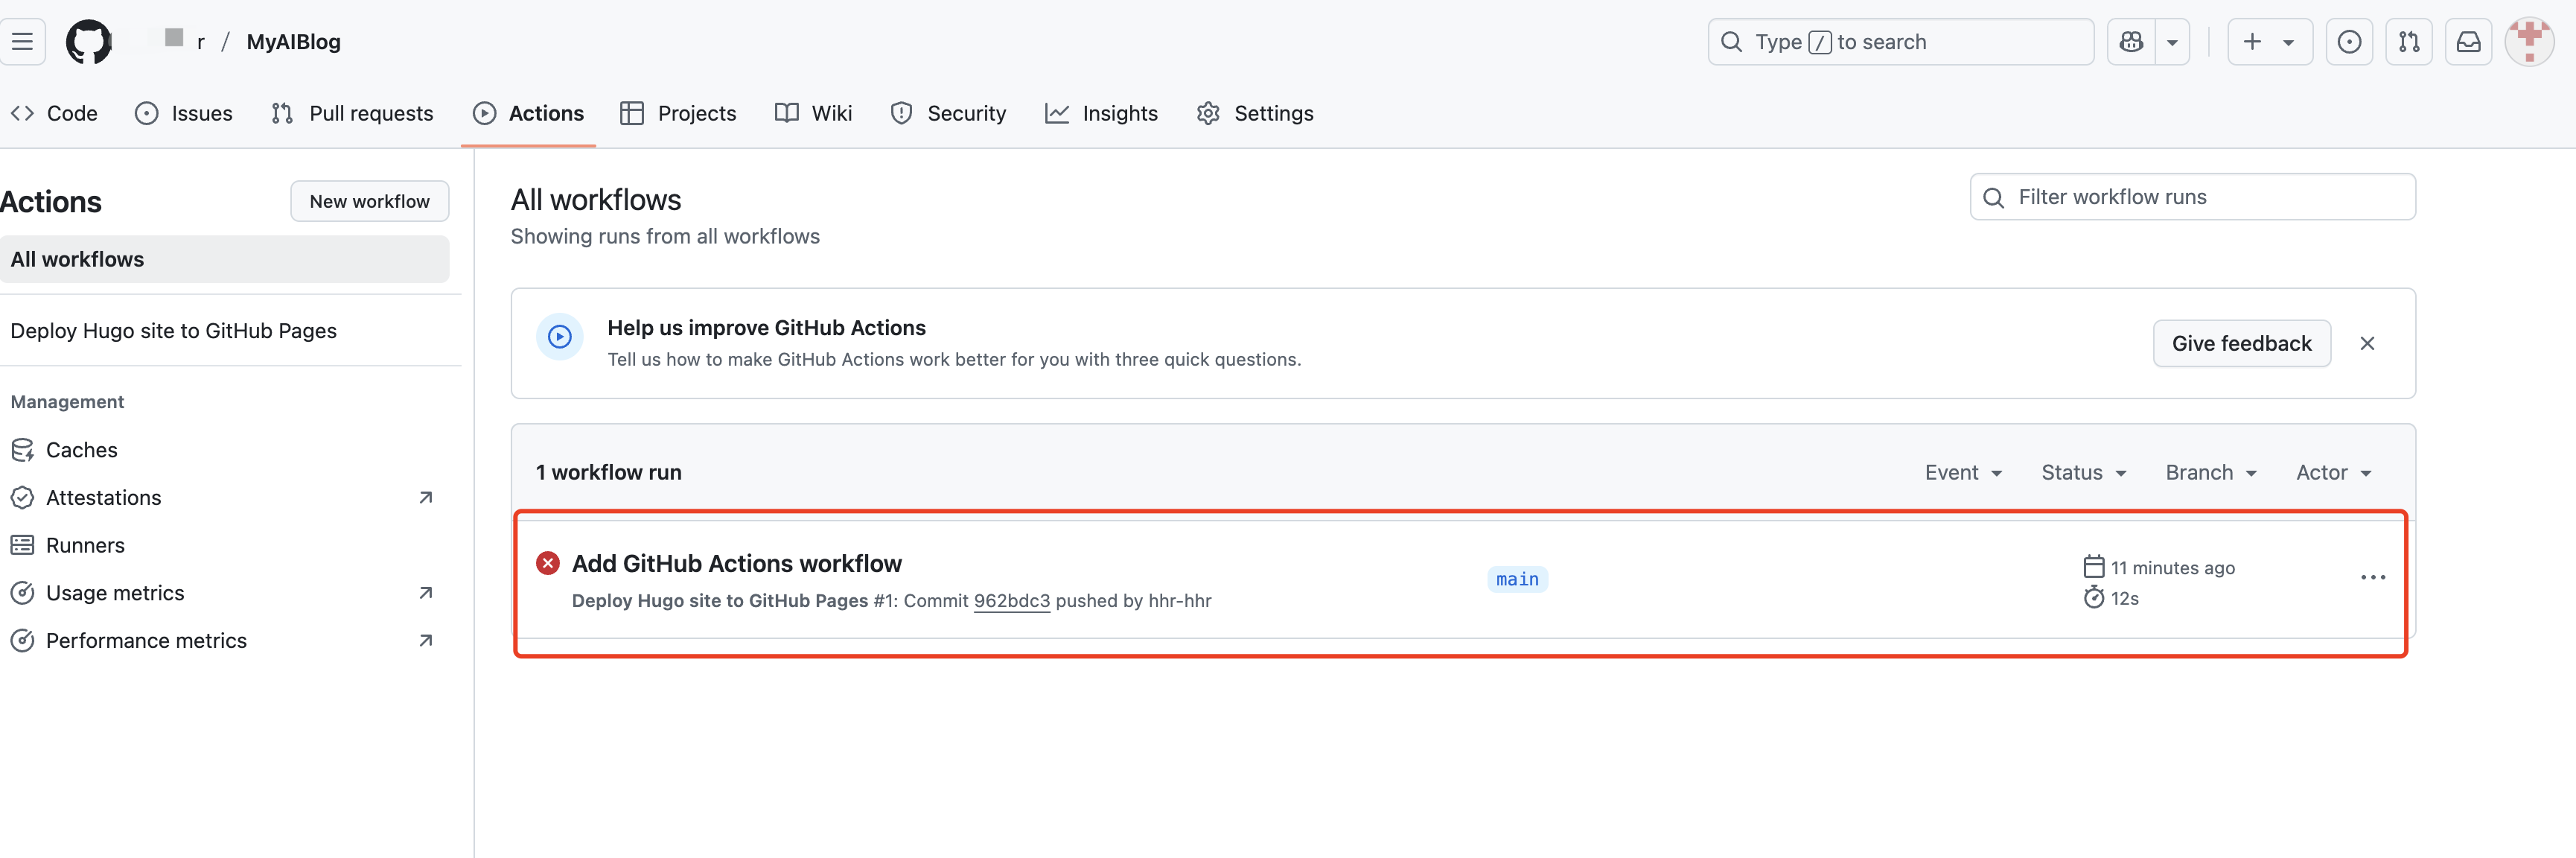 r / MyAIBlog
Type / to search
Code
Issues
Pull requests
Actions
Projects
Wiki
Security
Insights
Settings
Actions
New workflow
All workflows
Deploy Hugo site to GitHub Pages
Management
Caches
Attestations
Runners
Usage metrics
Performance metrics
All workflows
Showing runs from all workflows
Filter workflow runs
Help us improve GitHub Actions
Tell us how to make GitHub Actions work better for you with three quick questions.
Give feedback
1 workflow run
Event
Status
Branch
Actor
Add GitHub Actions workflow
Deploy Hugo site to GitHub Pages #1: Commit 962bdc3 pushed by hhr-hhr
main
11 minutes ago
12s